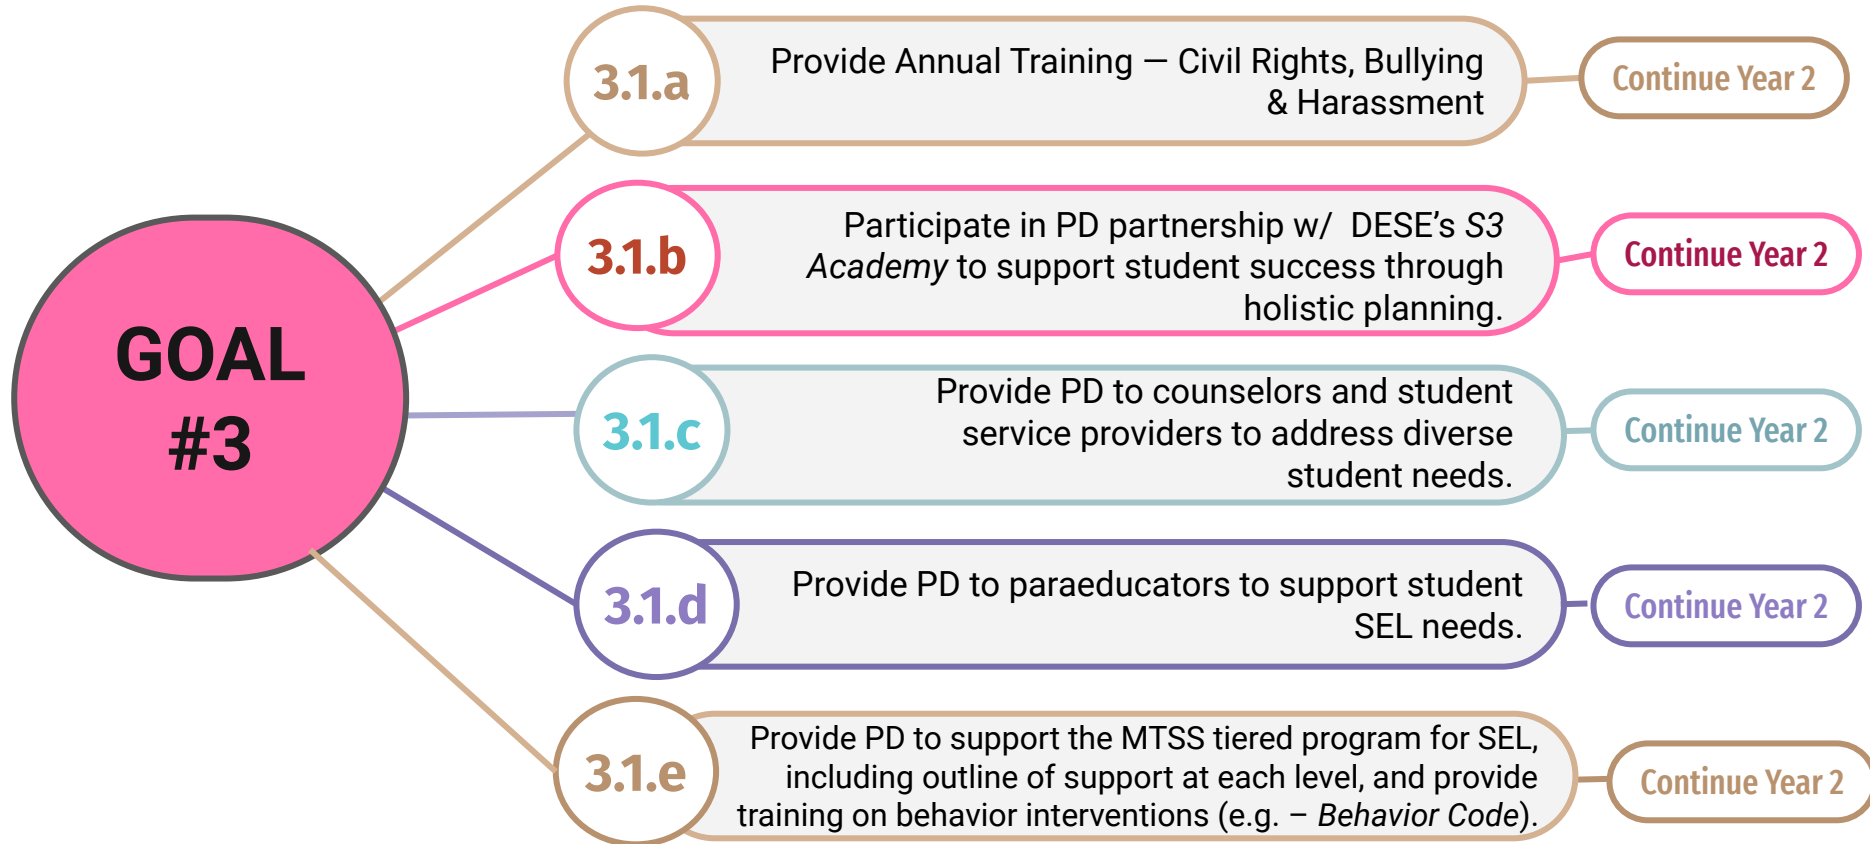 GOAL
#3
3.1.a
Provide Annual Training — Civil Rights, Bullying
& Harassment
Continue Year 2
3.1.b
Participate in PD partnership w/ DESE’s S3
Academy to support student success through
holistic planning.
Continue Year 2
3.1.c
Provide PD to counselors and student
service providers to address diverse
student needs.
Continue Year 2
3.1.d
Provide PD to paraeducators to support student
SEL needs.
Continue Year 2
3.1.e
Provide PD to support the MTSS tiered program for SEL,
including outline of support at each level, and provide
training on behavior interventions (e.g. – Behavior Code).
Continue Year 2